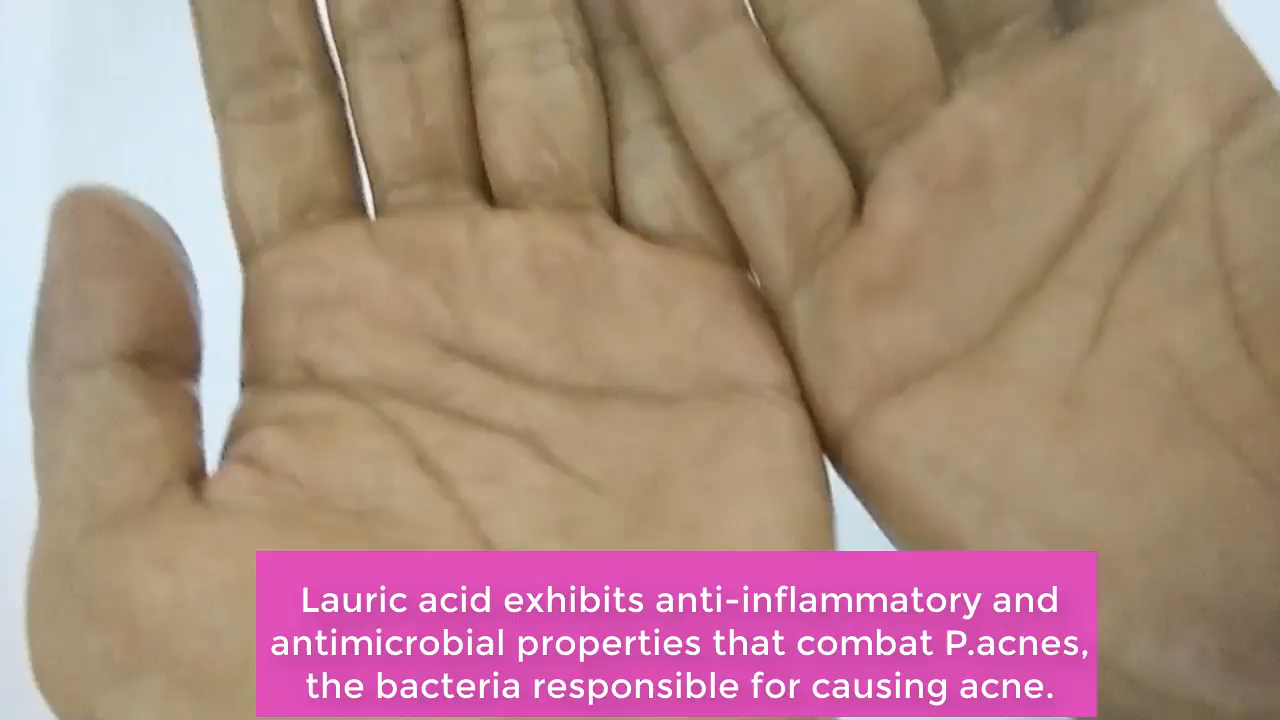 Lauric acid exhibits anti-inflammatory and
antimicrobial properties that combat P.acnes,
the bacteria responsible for causing acne.